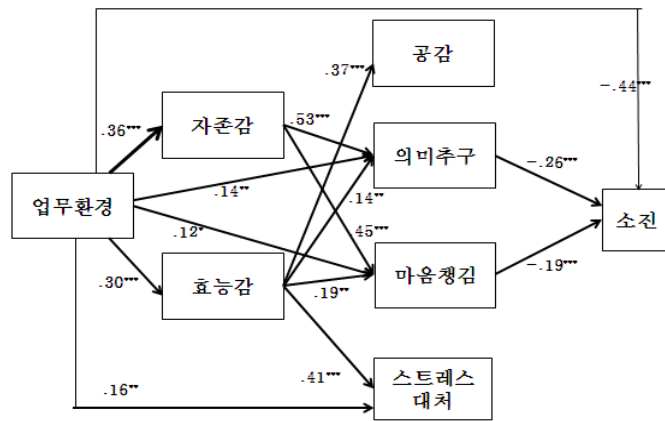 공감
.37***
-.44***
.36***
자존감
.53***
의미추구
-.26***
업무환경
.14**
.14**
소진
.12*
.45***
.30***
효능감
.19**
마음챙김
-.19***
.41***
스트레스
대처
.16**